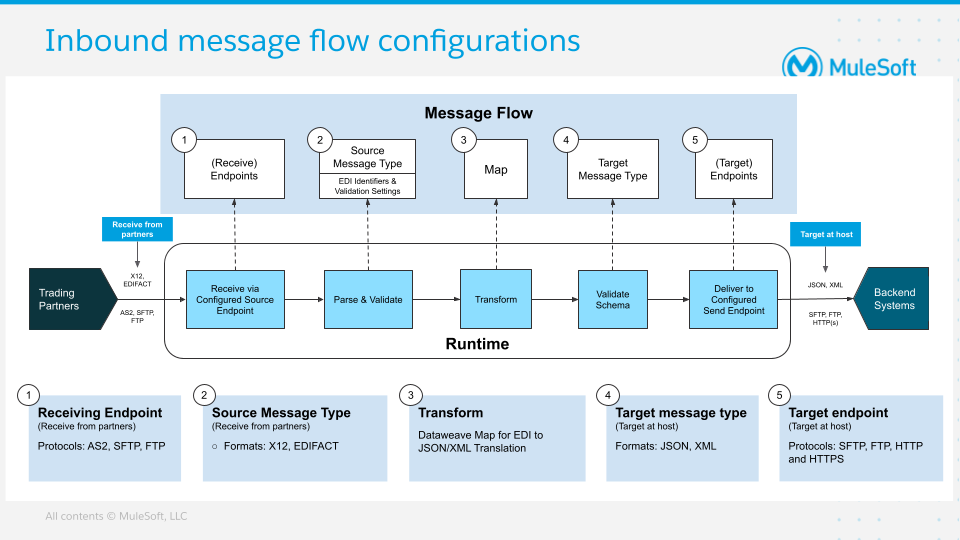 Inbound message flow configurations
MuleSoft
Message Flow
1
(Receive)
Endpoints
2
Source
Message Type
EDI Identifiers &
Validation Settings
3
Map
4
Target
Message Type
5
(Target)
Endpoints
Receive from
partners
Target at host
Trading
Partners
X12,
EDIFACT
AS2, SFTP,
FTP
Receive via
Configured Source
Endpoint
Parse & Validate
Transform
Validate
Schema
Deliver to
Configured
Send Endpoint
JSON, XML
SFTP, FTP,
HTTP(s)
Backend
Systems
Runtime
1
Receiving Endpoint
(Receive from partners)
Protocols: AS2, SFTP, FTP
2
Source Message Type
(Receive from partners)
○ Formats: X12, EDIFACT
3
Transform
Dataweave Map for EDI to
JSON/XML Translation
4
Target message type
(Target at host)
Formats: JSON, XML
5
Target endpoint
(Target at host)
Protocols: SFTP, FTP, HTTP
and HTTPS
All contents © MuleSoft, LLC